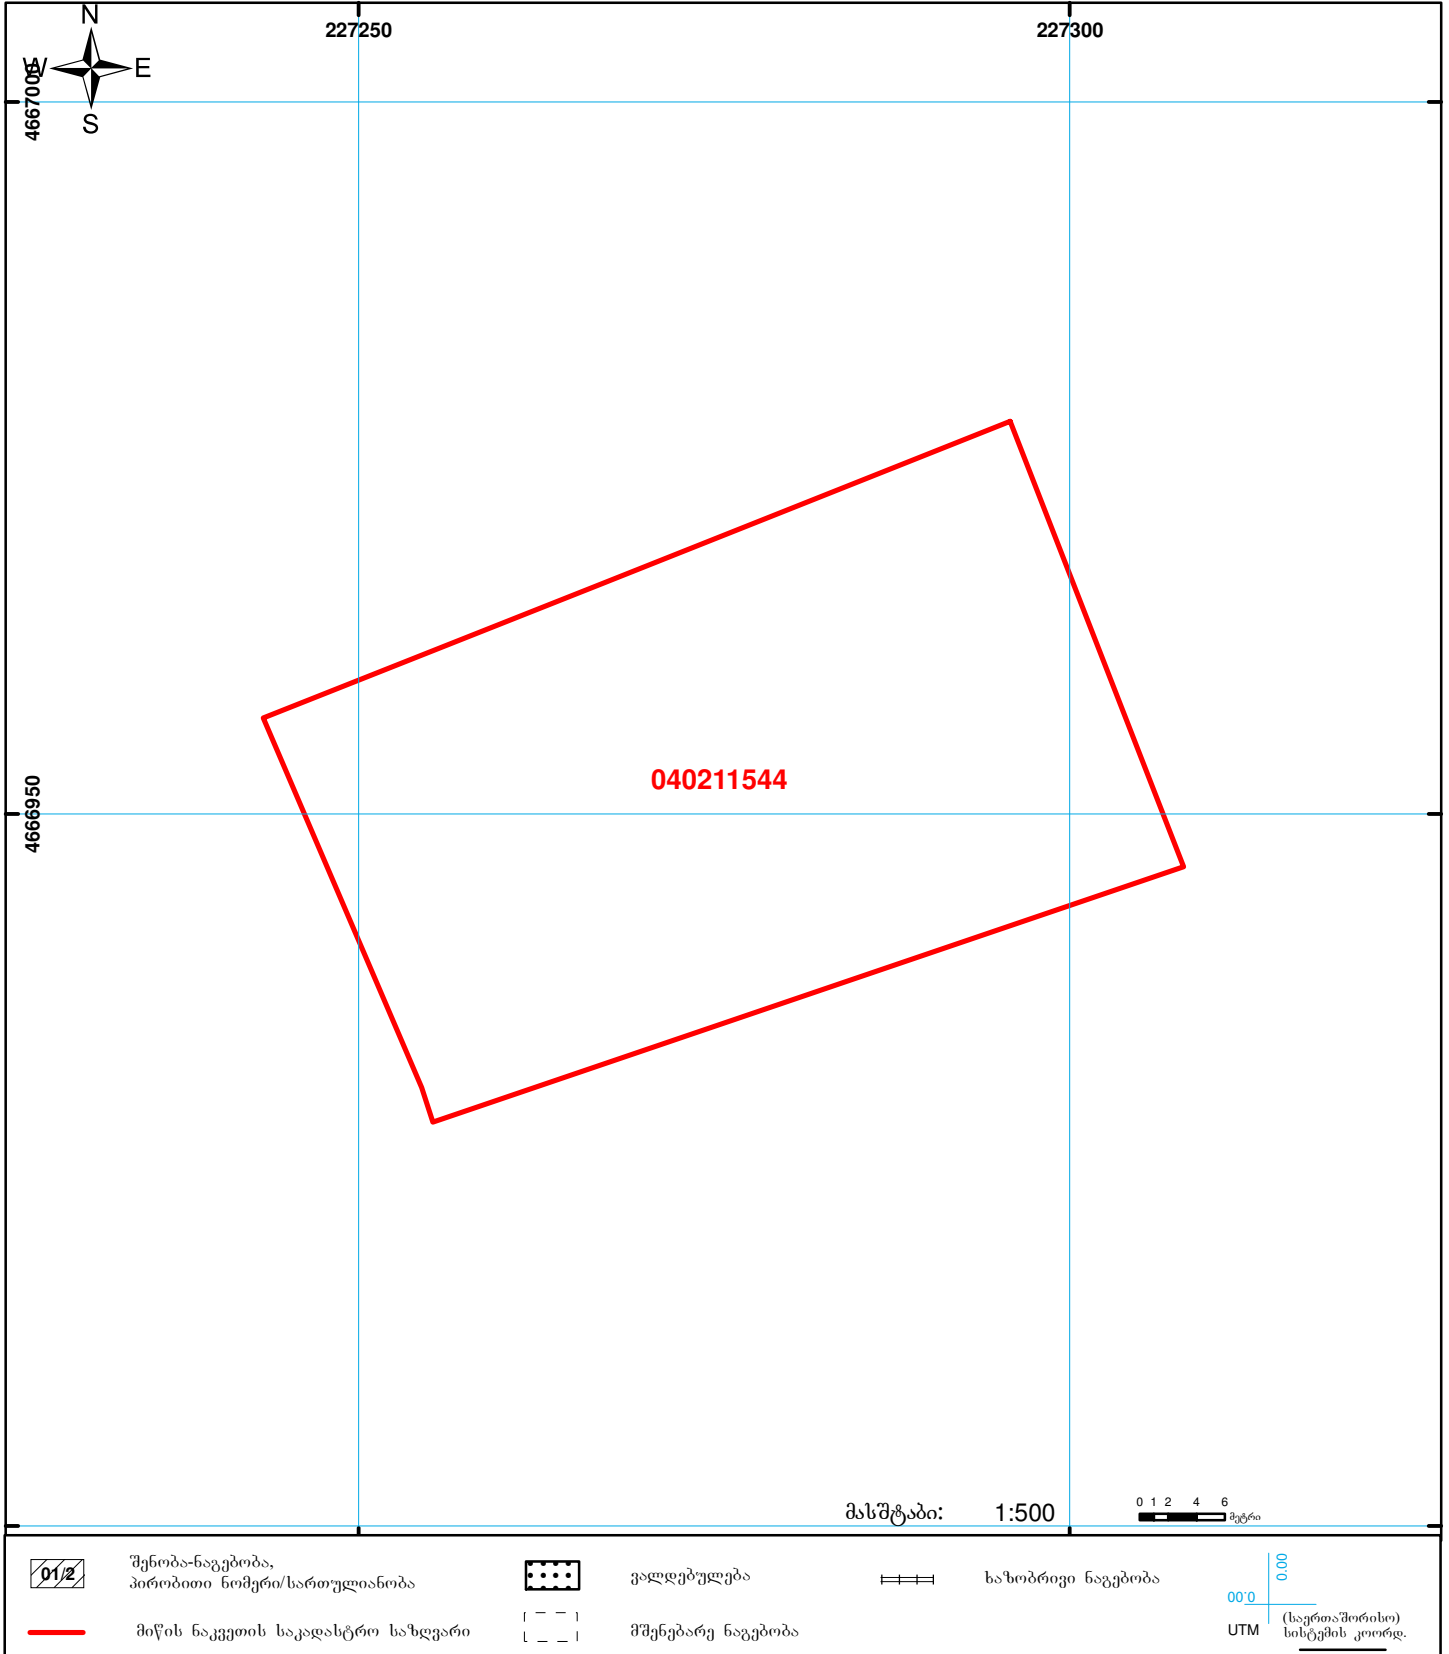 N
227250
227300
W
E
4667000
S
040211544
4666950
მასშტაბი:
1:500
0 1 2 4 6
მეტრი
01/2
შენობა-ნაგებობა,
პირობითი ნომერი/სართულიანობა
ვალდებულება
ხაზობრივი ნაგებობა
0.00
00.0
მიწის ნაკვეთის საკადასტრო საზღვარი
მშენებარე ნაგებობა
UTM
(საერთაშორისო)
სისტემის კოორდ.